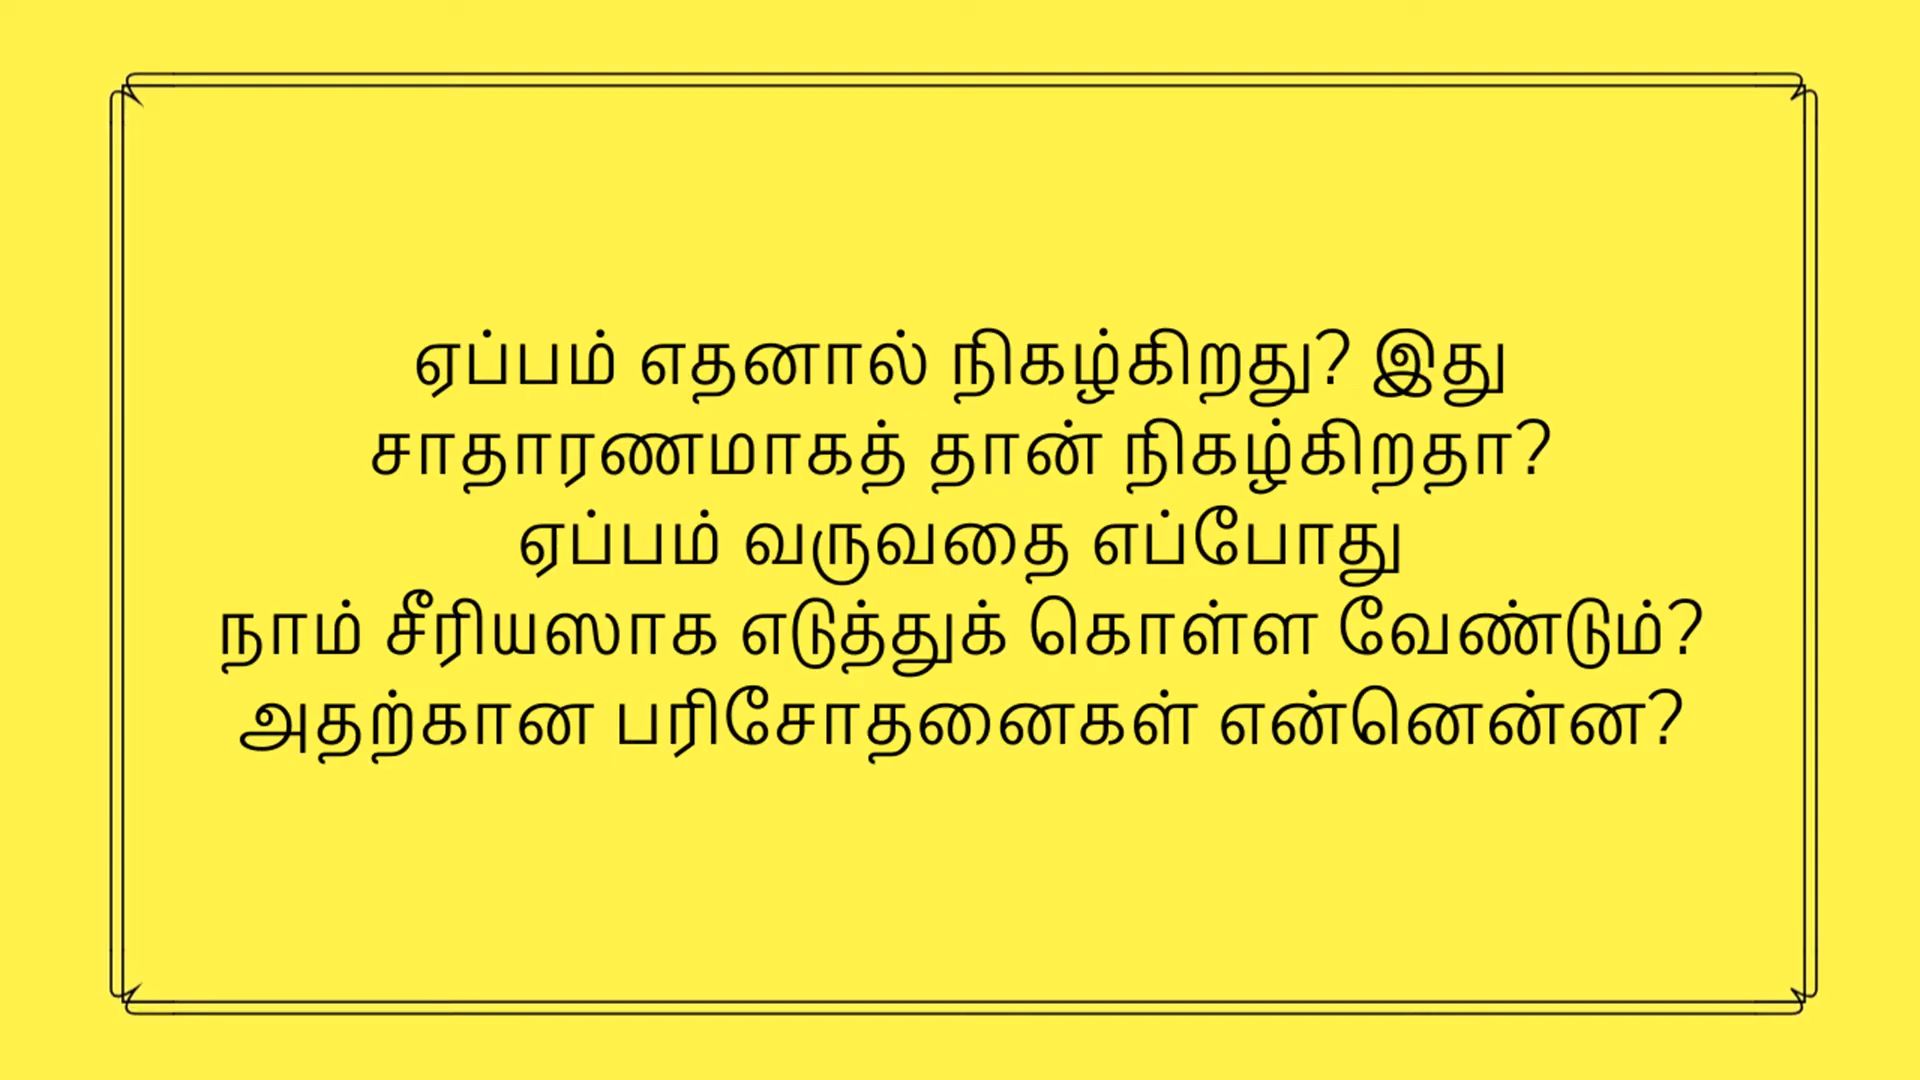 ஏப்பம் எதனால் நிகழ்கிறது? இது
சாதாரணமாகத் தான் நிகழ்கிறதா?
ஏப்பம் வருவதை எப்போது
நாம் சீரியஸாக எடுத்துக் கொள்ள வேண்டும்?
அதற்கான பரிசோதனைகள் என்னென்ன?